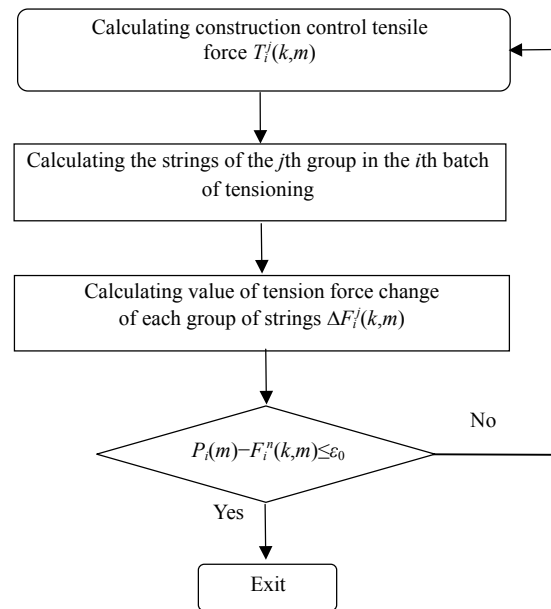 Calculating construction control tensile
force Tᵢʲ(k,m)
Calculating the strings of the jth group in the ith batch
of tensioning
Calculating value of tension force change
of each group of strings ΔFᵢʲ(k,m)
Pᵢ(m)−Fᵢⁿ(k,m)≤ε₀
No
Yes
Exit